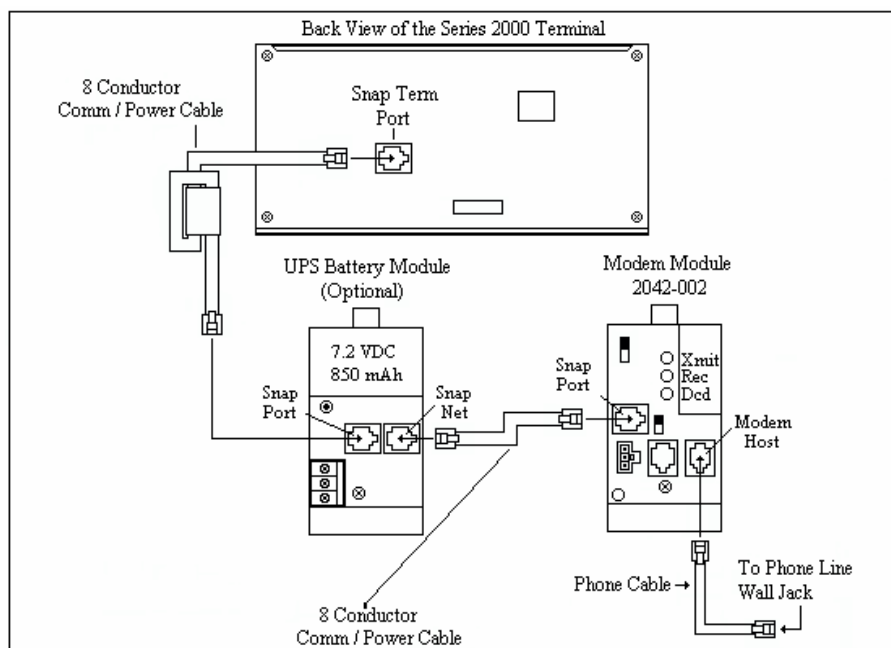 Back View of the Series 2000 Terminal
8 Conductor
Comm / Power Cable
Snap Term
Port
UPS Battery Module
(Optional)
Modem Module
2042-002
7.2 VDC
850 mAh
Snap
Port
Snap
Net
Snap
Port
Xmit
Rec
Dcd
Modem
Host
Phone Cable
To Phone Line
Wall Jack
8 Conductor
Comm / Power Cable